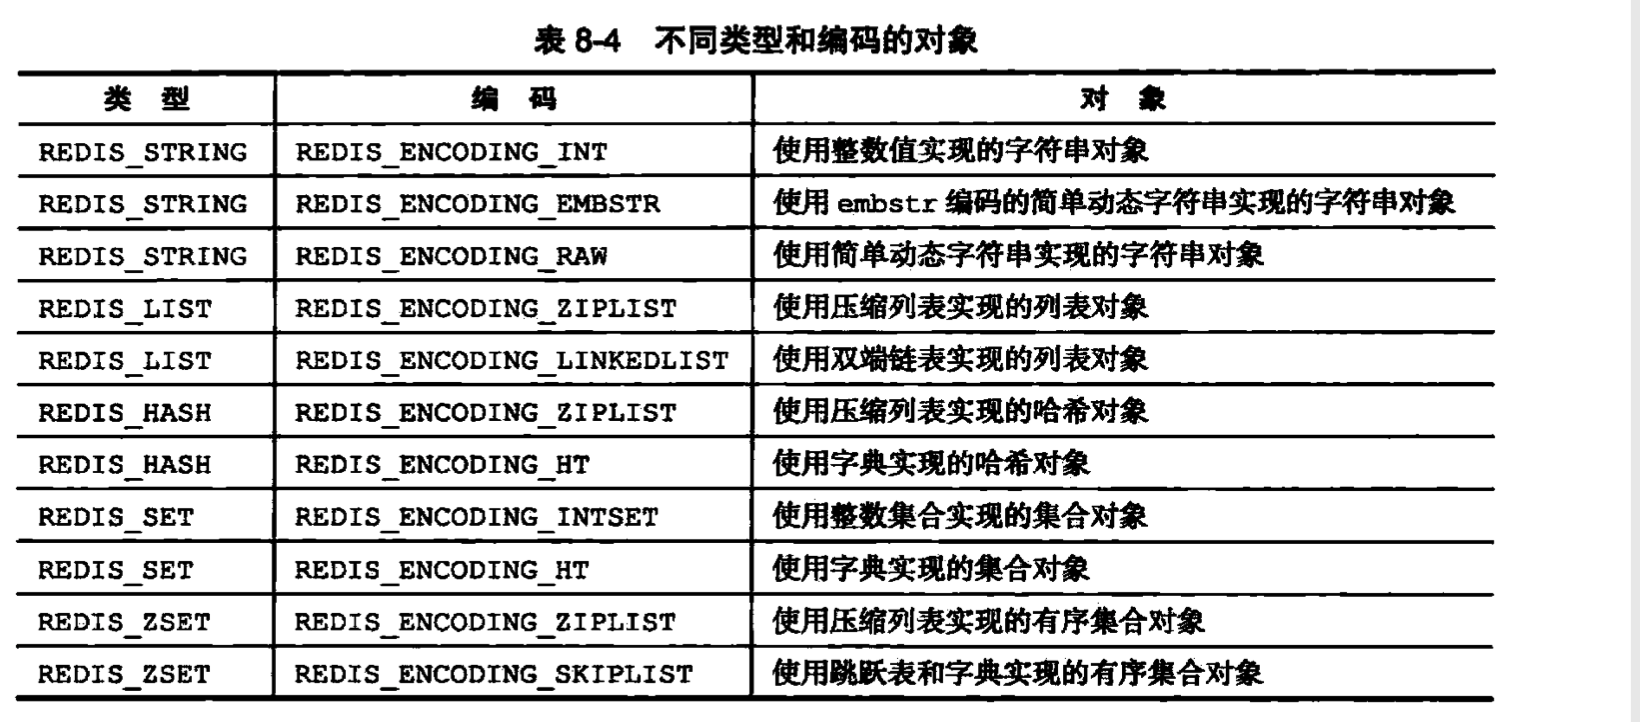 表 8-4 不同类型和编码的对象
类 型 编 码 对 象
REDIS_STRING REDIS_ENCODING_INT 使用整数值实现的字符串对象
REDIS_STRING REDIS_ENCODING_EMBSTR 使用 embstr 编码的简单动态字符串实现的字符串对象
REDIS_STRING REDIS_ENCODING_RAW 使用简单动态字符串实现的字符串对象
REDIS_LIST REDIS_ENCODING_ZIPLIST 使用压缩列表实现的列表对象
REDIS_LIST REDIS_ENCODING_LINKEDLIST 使用双端链表实现的列表对象
REDIS_HASH REDIS_ENCODING_ZIPLIST 使用压缩列表实现的哈希对象
REDIS_HASH REDIS_ENCODING_HT 使用字典实现的哈希对象
REDIS_SET REDIS_ENCODING_INTSET 使用整数集合实现的集合对象
REDIS_SET REDIS_ENCODING_HT 使用字典实现的集合对象
REDIS_ZSET REDIS_ENCODING_ZIPLIST 使用压缩列表实现的有序集合对象
REDIS_ZSET REDIS_ENCODING_SKIPLIST 使用跳跃表和字典实现的有序集合对象